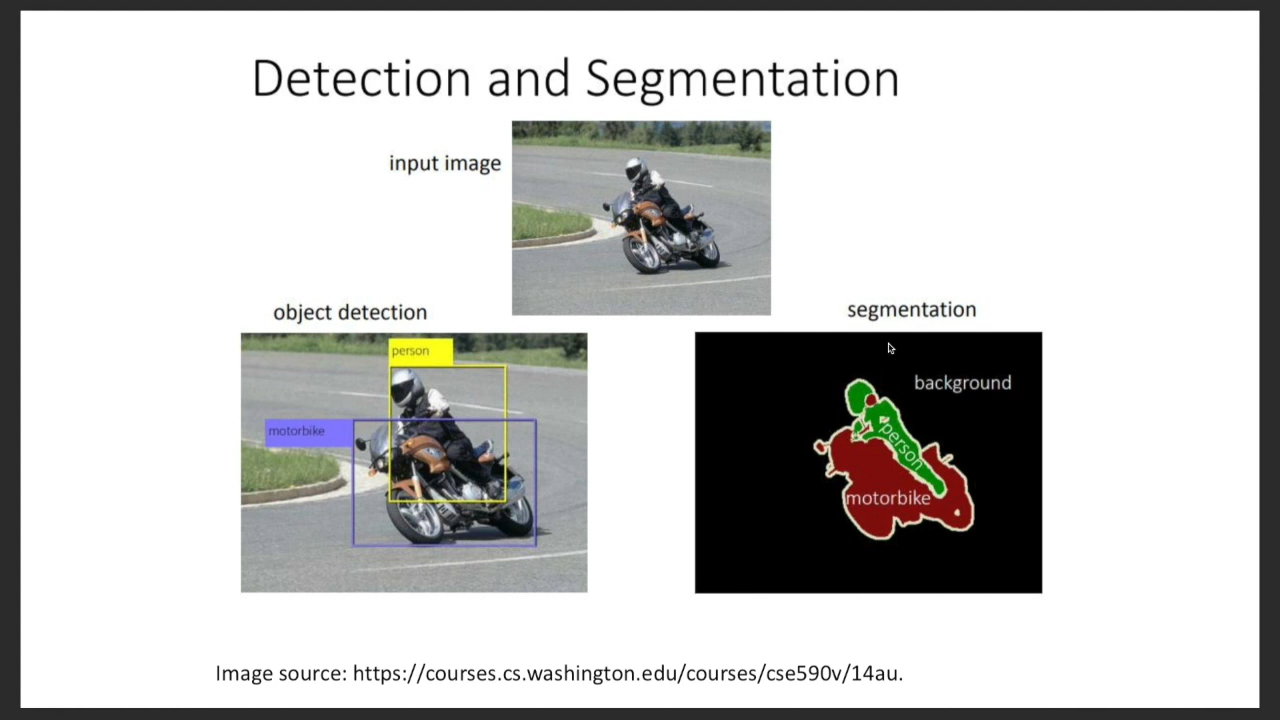 Detection and Segmentation
input image
object detection
segmentation
person
motorbike
background
person
motorbike
Image source: https://courses.cs.washington.edu/courses/cse590v/14au.